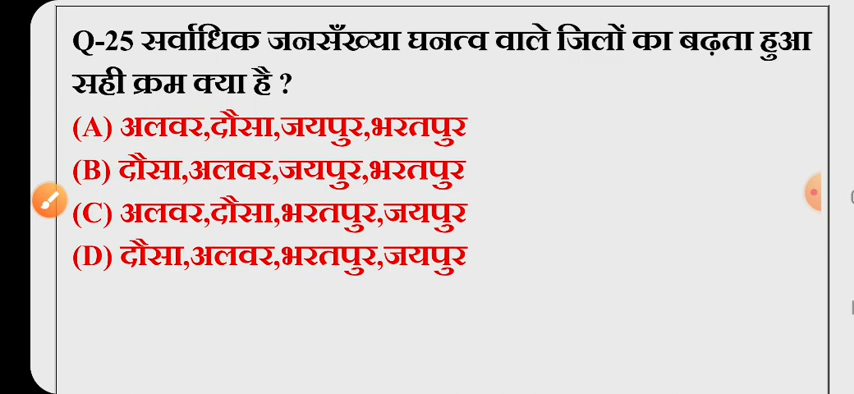 Q-25 सर्वाधिक जनसँख्या घनत्व वाले जिलों का बढ़ता हुआ
सही क्रम क्या है ?
(A) अलवर,दौसा,जयपुर,भरतपुर
(B) दौसा,अलवर,जयपुर,भरतपुर
(C) अलवर,दौसा,भरतपुर,जयपुर
(D) दौसा,अलवर,भरतपुर,जयपुर